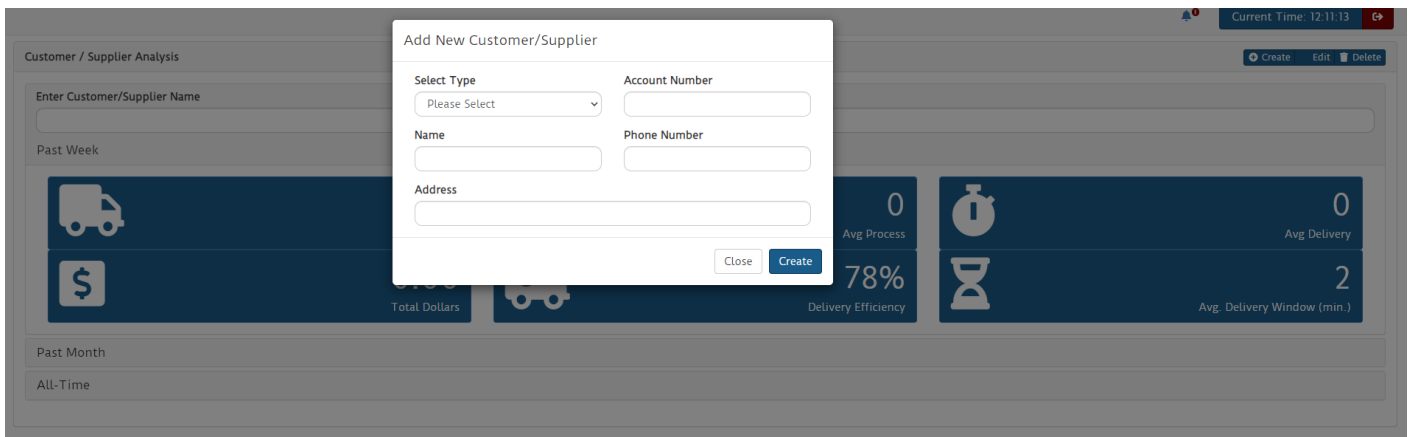 1
Current Time: 12:11:13
Add New Customer/Supplier
Customer / Supplier Analysis
Create Edit Delete
Select Type Account Number
Please Select
Enter Customer/Supplier Name
Name Phone Number
Past Week
Address
0
Avg Process
0
Avg Delivery
Close Create
Total Dollars
78%
Delivery Efficiency
2
Avg. Delivery Window (min.)
Past Month
All-Time